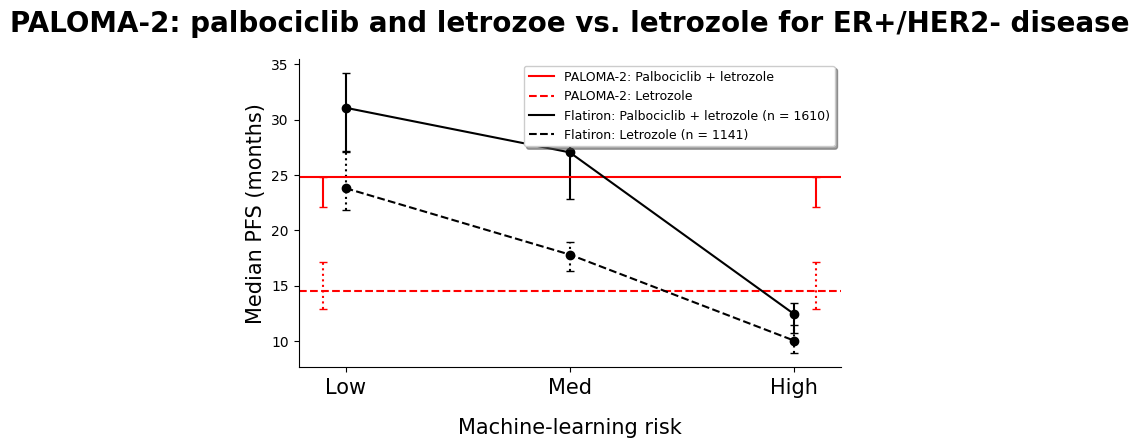 PALOMA-2: palbociclib and letrozoe vs. letrozole for ER+/HER2- disease
35
30
25
20
15
10
Median PFS (months)
PALOMA-2: Palbociclib + letrozole
PALOMA-2: Letrozole
Flatiron: Palbociclib + letrozole (n = 1610)
Flatiron: Letrozole (n = 1141)
Low
Med
High
Machine-learning risk